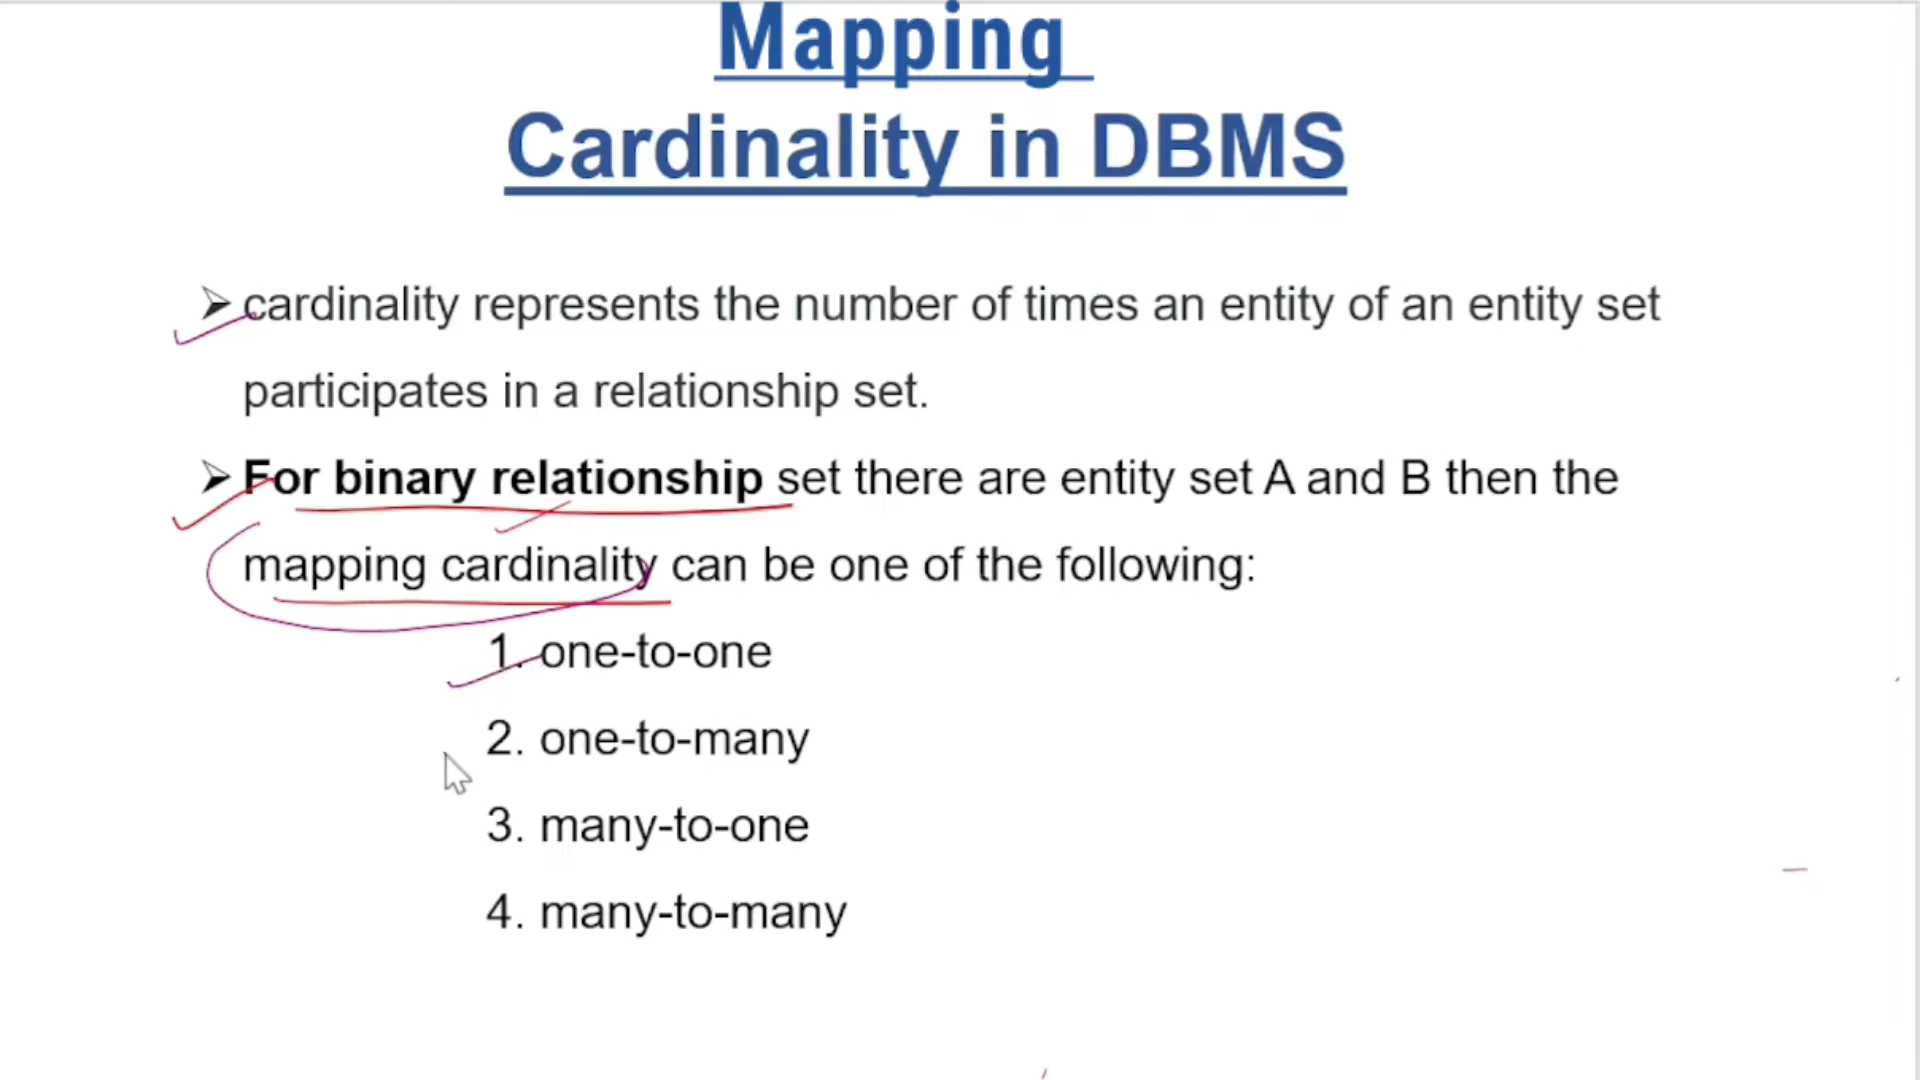 Mapping
Cardinality in DBMS
➢ cardinality represents the number of times an entity of an entity set
participates in a relationship set.
➢ For binary relationship set there are entity set A and B then the
mapping cardinality can be one of the following:
1. one-to-one
2. one-to-many
3. many-to-one
4. many-to-many